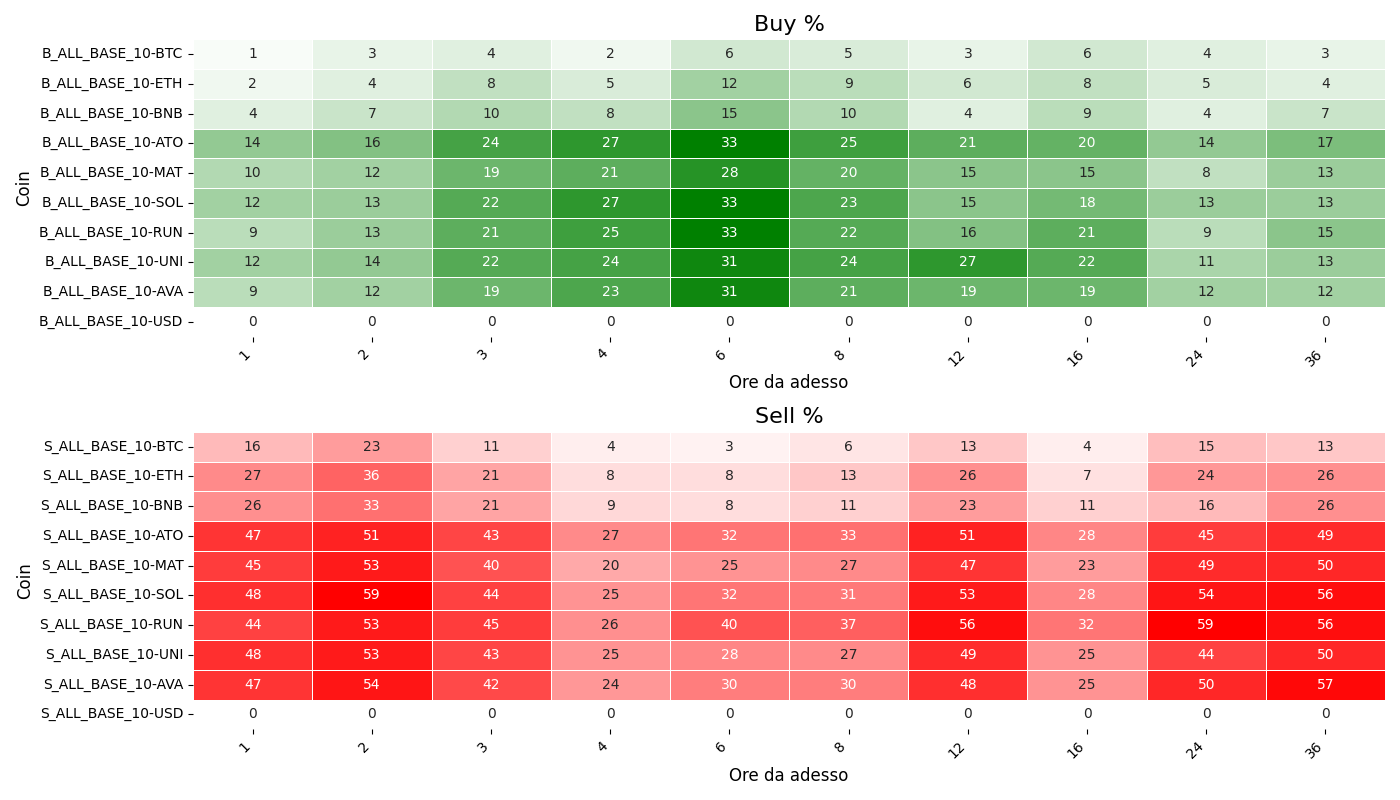 Buy %
Coin
B_ALL_BASE_10-BTC 1 3 4 2 6 5 3 6 4 3
B_ALL_BASE_10-ETH 2 4 8 5 12 9 6 8 5 4
B_ALL_BASE_10-BNB 4 7 10 8 15 10 4 9 4 7
B_ALL_BASE_10-ATO 14 16 24 27 33 25 21 20 14 17
B_ALL_BASE_10-MAT 10 12 19 21 28 20 15 15 8 13
B_ALL_BASE_10-SOL 12 13 22 27 33 23 15 18 13 13
B_ALL_BASE_10-RUN 9 13 21 25 33 22 16 21 9 15
B_ALL_BASE_10-UNI 12 14 22 24 31 24 27 22 11 13
B_ALL_BASE_10-AVA 9 12 19 23 31 21 19 19 12 12
B_ALL_BASE_10-USD 0 0 0 0 0 0 0 0 0 0
1 2 3 4 6 8 12 16 24 36
Ore da adesso
Sell %
Coin
S_ALL_BASE_10-BTC 16 23 11 4 3 6 13 4 15 13
S_ALL_BASE_10-ETH 27 36 21 8 8 13 26 7 24 26
S_ALL_BASE_10-BNB 26 33 21 9 8 11 23 11 16 26
S_ALL_BASE_10-ATO 47 51 43 27 32 33 51 28 45 49
S_ALL_BASE_10-MAT 45 53 40 20 25 27 47 23 49 50
S_ALL_BASE_10-SOL 48 59 44 25 32 31 53 28 54 56
S_ALL_BASE_10-RUN 44 53 45 26 40 37 56 32 59 56
S_ALL_BASE_10-UNI 48 53 43 25 28 27 49 25 44 50
S_ALL_BASE_10-AVA 47 54 42 24 30 30 48 25 50 57
S_ALL_BASE_10-USD 0 0 0 0 0 0 0 0 0 0
1 2 3 4 6 8 12 16 24 36
Ore da adesso